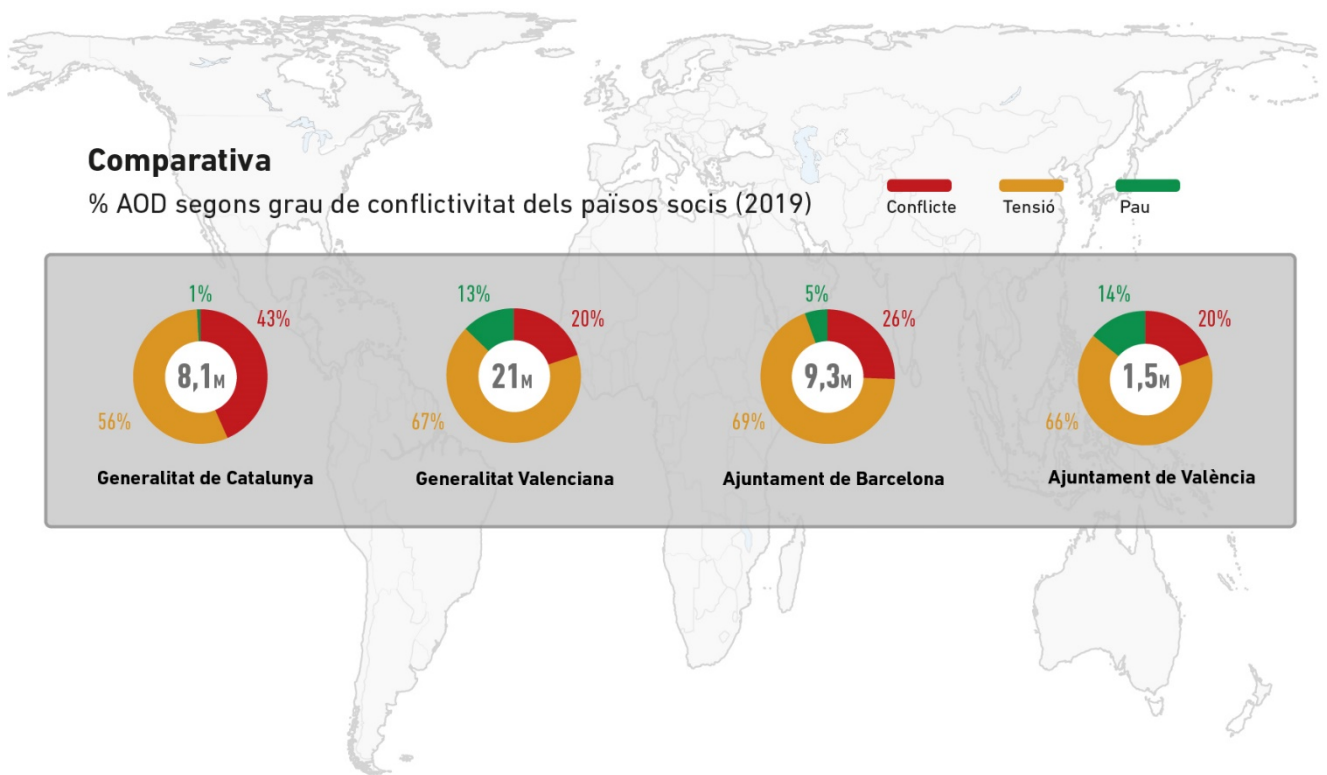 Comparativa
% AOD segons grau de conflictivitat dels països socis (2019)
Conflicte
Tensió
Pau
1%
43%
8,1M
56%
Generalitat de Catalunya
13%
20%
21M
67%
Generalitat Valenciana
5%
26%
9,3M
69%
Ajuntament de Barcelona
14%
20%
1,5M
66%
Ajuntament de València